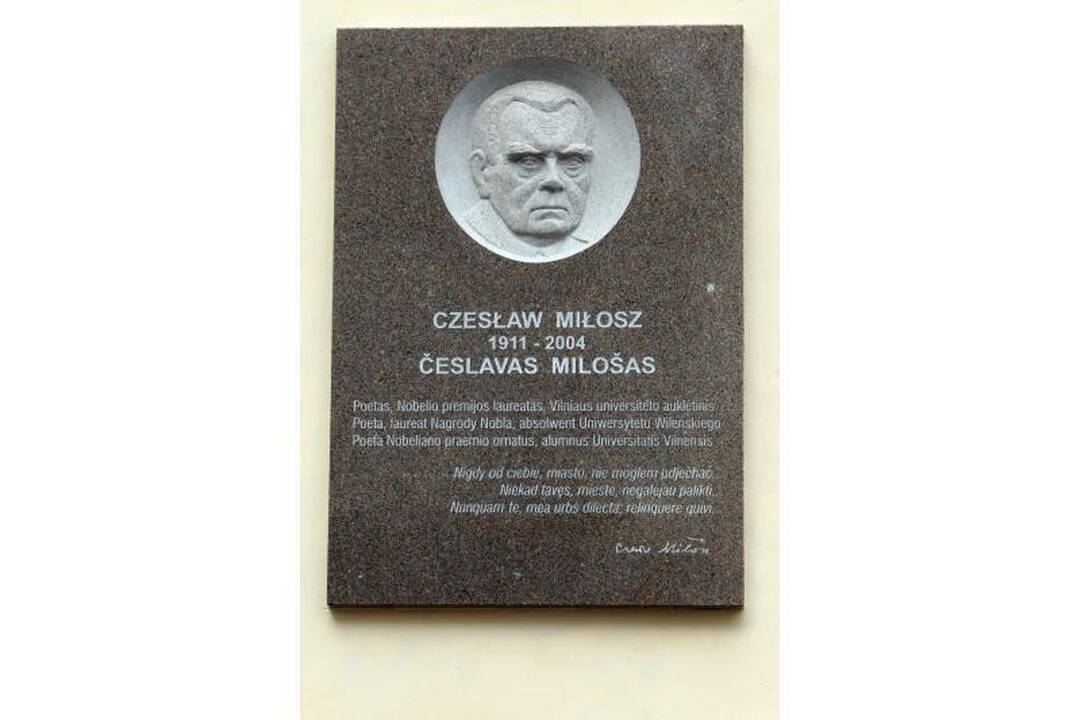 CZESŁAW MIŁOSZ
1911 - 2004
ČESLAVAS MILOŠAS
Poetas, Nobelio premijos laureatas, Vilniaus universiteto auklėtinis
Poeta, laureat Nagrody Nobla, absolwent Uniwersytetu Wileńskiego
Poeta Nobeliano praemio ornatus, alumnus Universitatis Vilnensis
Nigdy od ciebie, miasto, nie mogłem odjechać.
Niekad tavęs, mieste, negalėjau palikti..
Nunquam te, mea urbs dilecta, relinquere quivi...
Czesław Miłosz